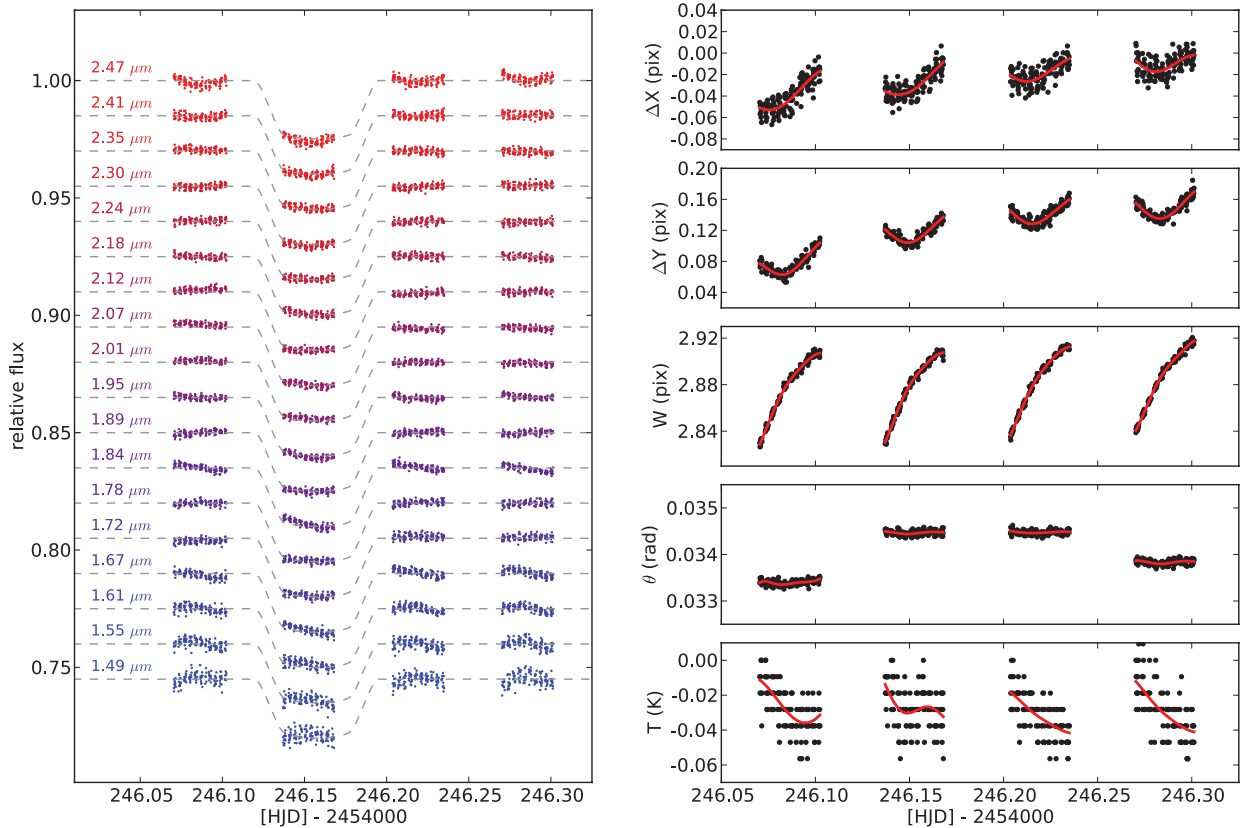 relative flux
1.00
0.95
0.90
0.85
0.80
0.75
2.47 μm
2.41 μm
2.35 μm
2.30 μm
2.24 μm
2.18 μm
2.12 μm
2.07 μm
2.01 μm
1.95 μm
1.89 μm
1.84 μm
1.78 μm
1.72 μm
1.67 μm
1.61 μm
1.55 μm
1.49 μm
246.05 246.10 246.15 246.20 246.25 246.30
[HJD] - 2454000
ΔX (pix)
0.04
0.02
0.00
-0.02
-0.04
-0.06
-0.08
ΔY (pix)
0.20
0.16
0.12
0.08
0.04
W (pix)
2.92
2.88
2.84
θ (rad)
0.035
0.034
0.033
T (K)
0.00
-0.02
-0.04
-0.06
246.05 246.10 246.15 246.20 246.25 246.30
[HJD] - 2454000